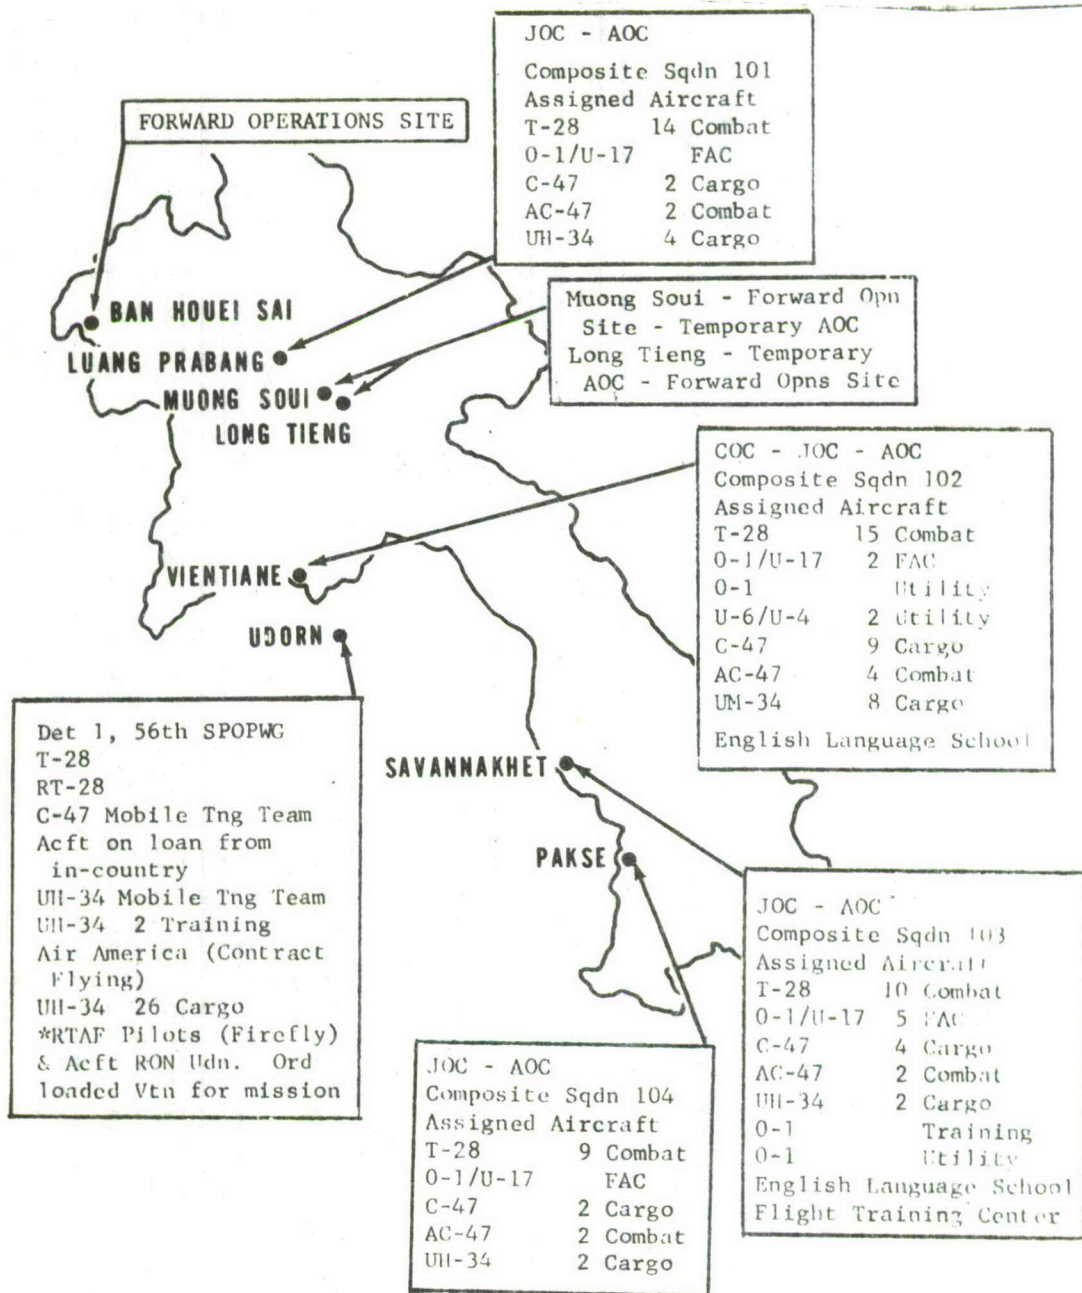 JOC - AOC
Composite Sqdn 101
Assigned Aircraft
T-28 14 Combat
O-1/U-17 FAC
C-47 2 Cargo
AC-47 2 Combat
UH-34 4 Cargo
FORWARD OPERATIONS SITE
BAN HOUEI SAI
LUANG PRABANG
MUONG SOUI
LONG TIENG
Muong Soui - Forward Opn
Site - Temporary AOC
Long Tieng - Temporary
AOC - Forward Opns Site
COC - JOC - AOC
Composite Sqdn 102
Assigned Aircraft
T-28 15 Combat
O-1/U-17 2 FAC
O-1 Utility
U-6/U-4 2 Utility
C-47 9 Cargo
AC-47 4 Combat
UM-34 8 Cargo
English Language School
VIENTIANE
UDORN
Det 1, 56th SPOPWG
T-28
RT-28
C-47 Mobile Tng Team
Acft on loan from
in-country
UH-34 Mobile Tng Team
UH-34 2 Training
Air America (Contract
Flying)
UH-34 26 Cargo
*RTAF Pilots (Firefly)
& Acft RON Udn. Ord
loaded Vtn for mission
SAVANNAKHET
PAKSE
JOC - AOC
Composite Sqdn 103
Assigned Aircraft
T-28 10 Combat
O-1/U-17 5 FAC
C-47 4 Cargo
AC-47 2 Combat
UH-34 2 Cargo
O-1 Training
O-1 Utility
English Language School
Flight Training Center
JOC - AOC
Composite Sqdn 104
Assigned Aircraft
T-28 9 Combat
O-1/U-17 FAC
C-47 2 Cargo
AC-47 2 Combat
UH-34 2 Cargo